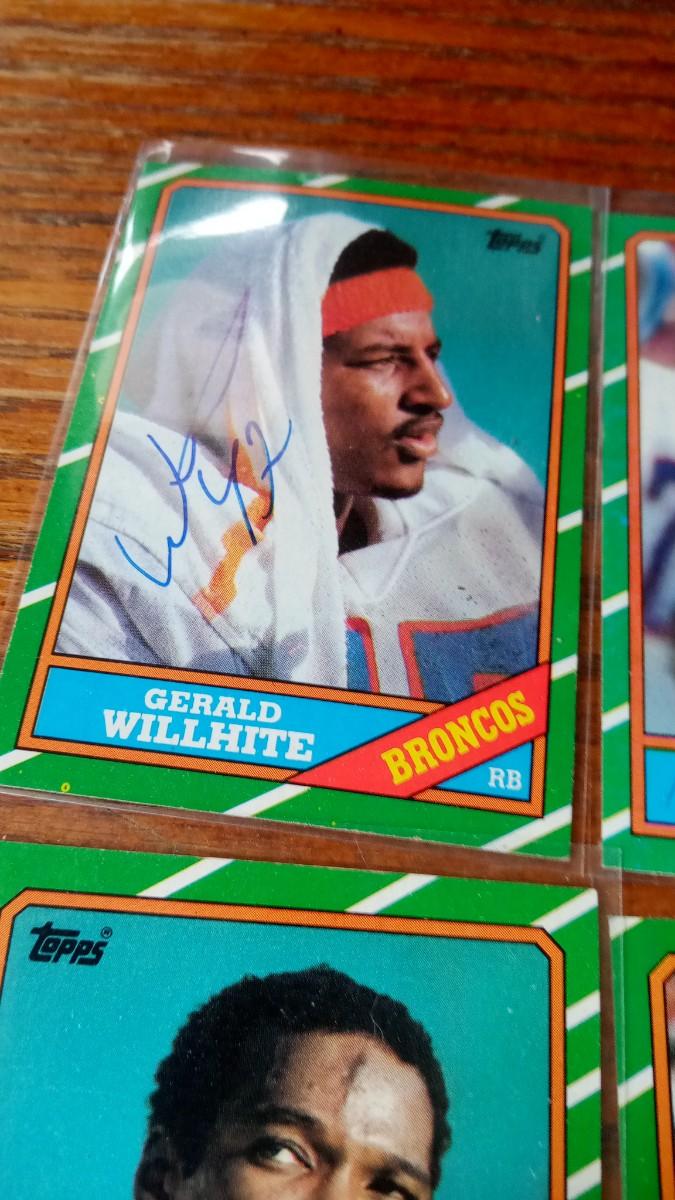 Topps
GERALD
WILLHITE
BRONCOS
RB
Topps®